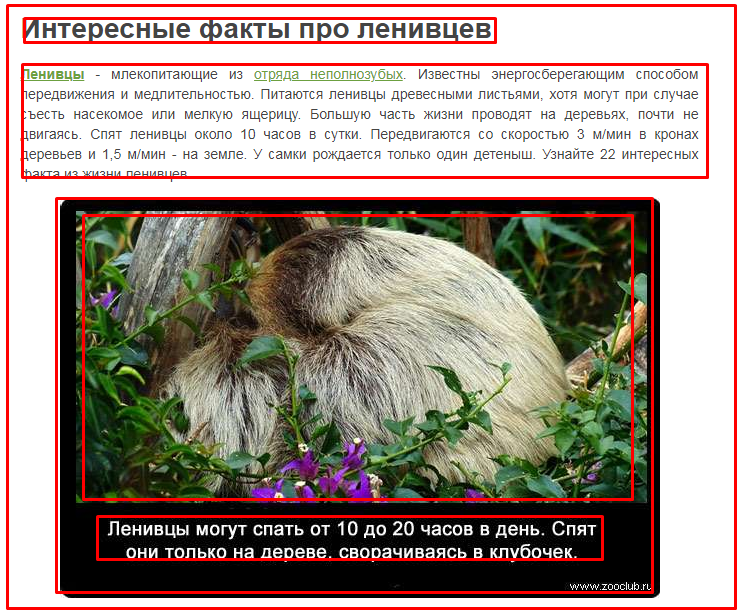 Интересные факты про ленивцев
Ленивцы - млекопитающие из отряда неполнозубых. Известны энергосберегающим способом
передвижения и медлительностью. Питаются ленивцы древесными листьями, хотя могут при случае
съесть насекомое или мелкую ящерицу. Большую часть жизни проводят на деревьях, почти не
двигаясь. Спят ленивцы около 10 часов в сутки. Передвигаются со скоростью 3 м/мин в кронах
деревьев и 1,5 м/мин - на земле. У самки рождается только один детеныш. Узнайте 22 интересных
факта из жизни ленивцев
Ленивцы могут спать от 10 до 20 часов в день. Спят
они только на дереве, сворачиваясь в клубочек.
www.zooclub.ru